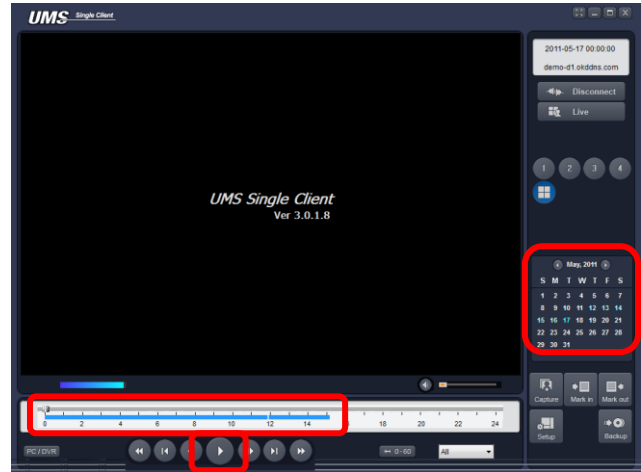 UMS Single Client
2011-05-17 00:00:00
demo-d1.okddns.com
Disconnect
Live
1 2 3 4
UMS Single Client
Ver 3.0.1.8
May, 2011
S M T W T F S
1 2 3 4 5 6 7
8 9 10 11 12 13 14
15 16 17 18 19 20 21
22 23 24 25 26 27 28
29 30 31
Capture Mark in Mark out
0 2 4 6 8 10 12 14 18 20 22 24
Setup Backup
PC / DVR 0-60 All